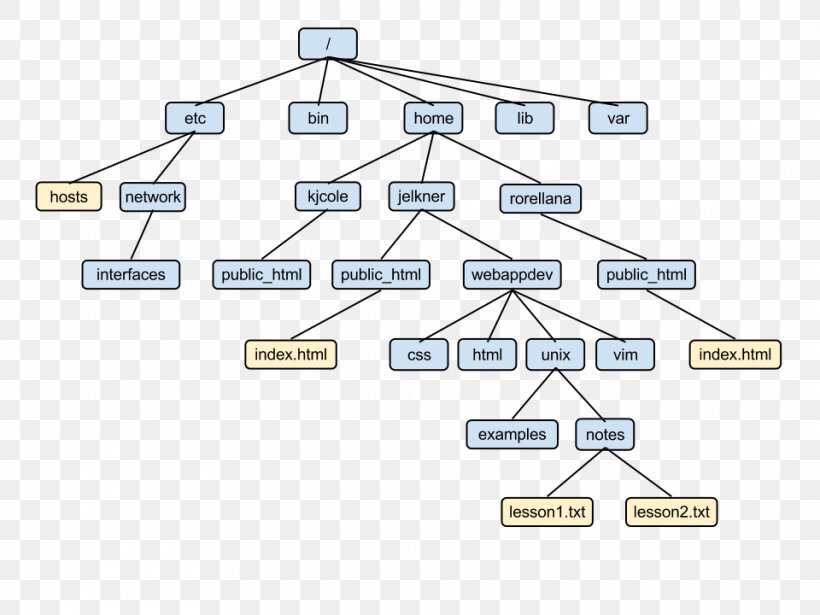 /
etc
bin
home
lib
var
hosts
network
kjcole
jelkner
rorellana
interfaces
public_html
public_html
webappdev
public_html
index.html
css
html
unix
vim
index.html
examples
notes
lesson1.txt
lesson2.txt